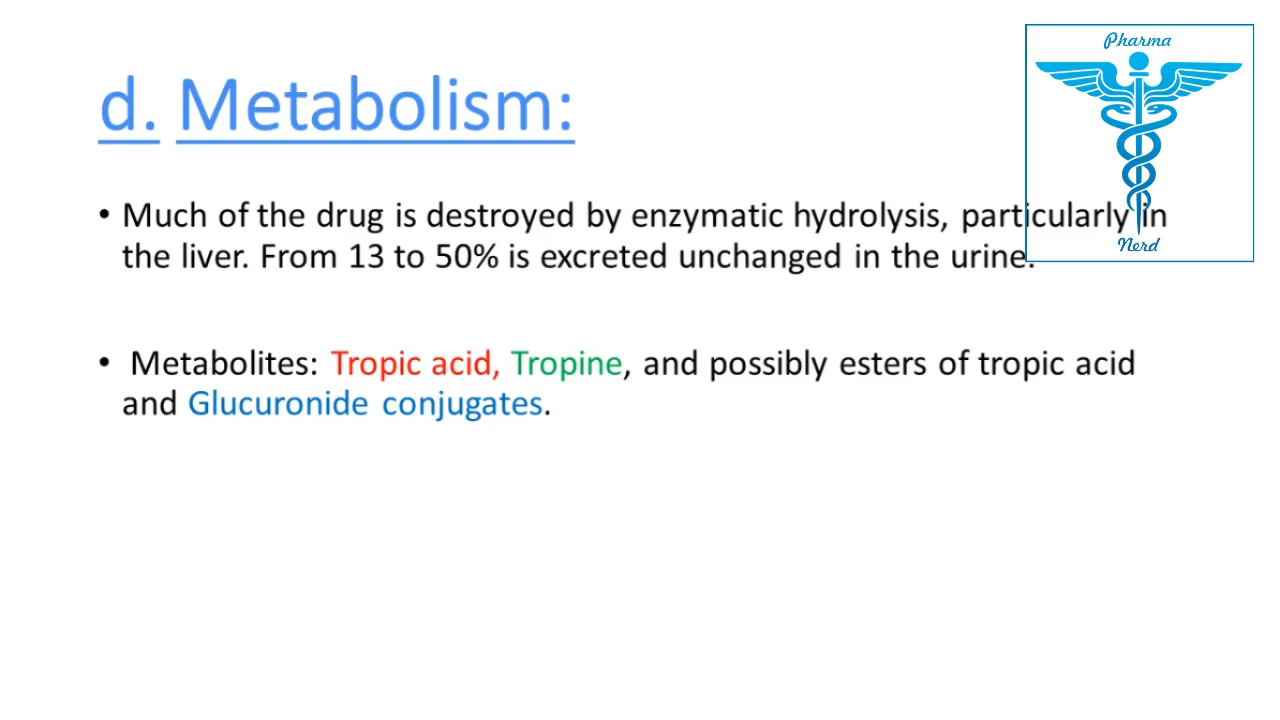 Pharma
d. Metabolism:
• Much of the drug is destroyed by enzymatic hydrolysis, particularly in
the liver. From 13 to 50% is excreted unchanged in the urine.
Nerd
• Metabolites: Tropic acid, Tropine, and possibly esters of tropic acid
and Glucuronide conjugates.